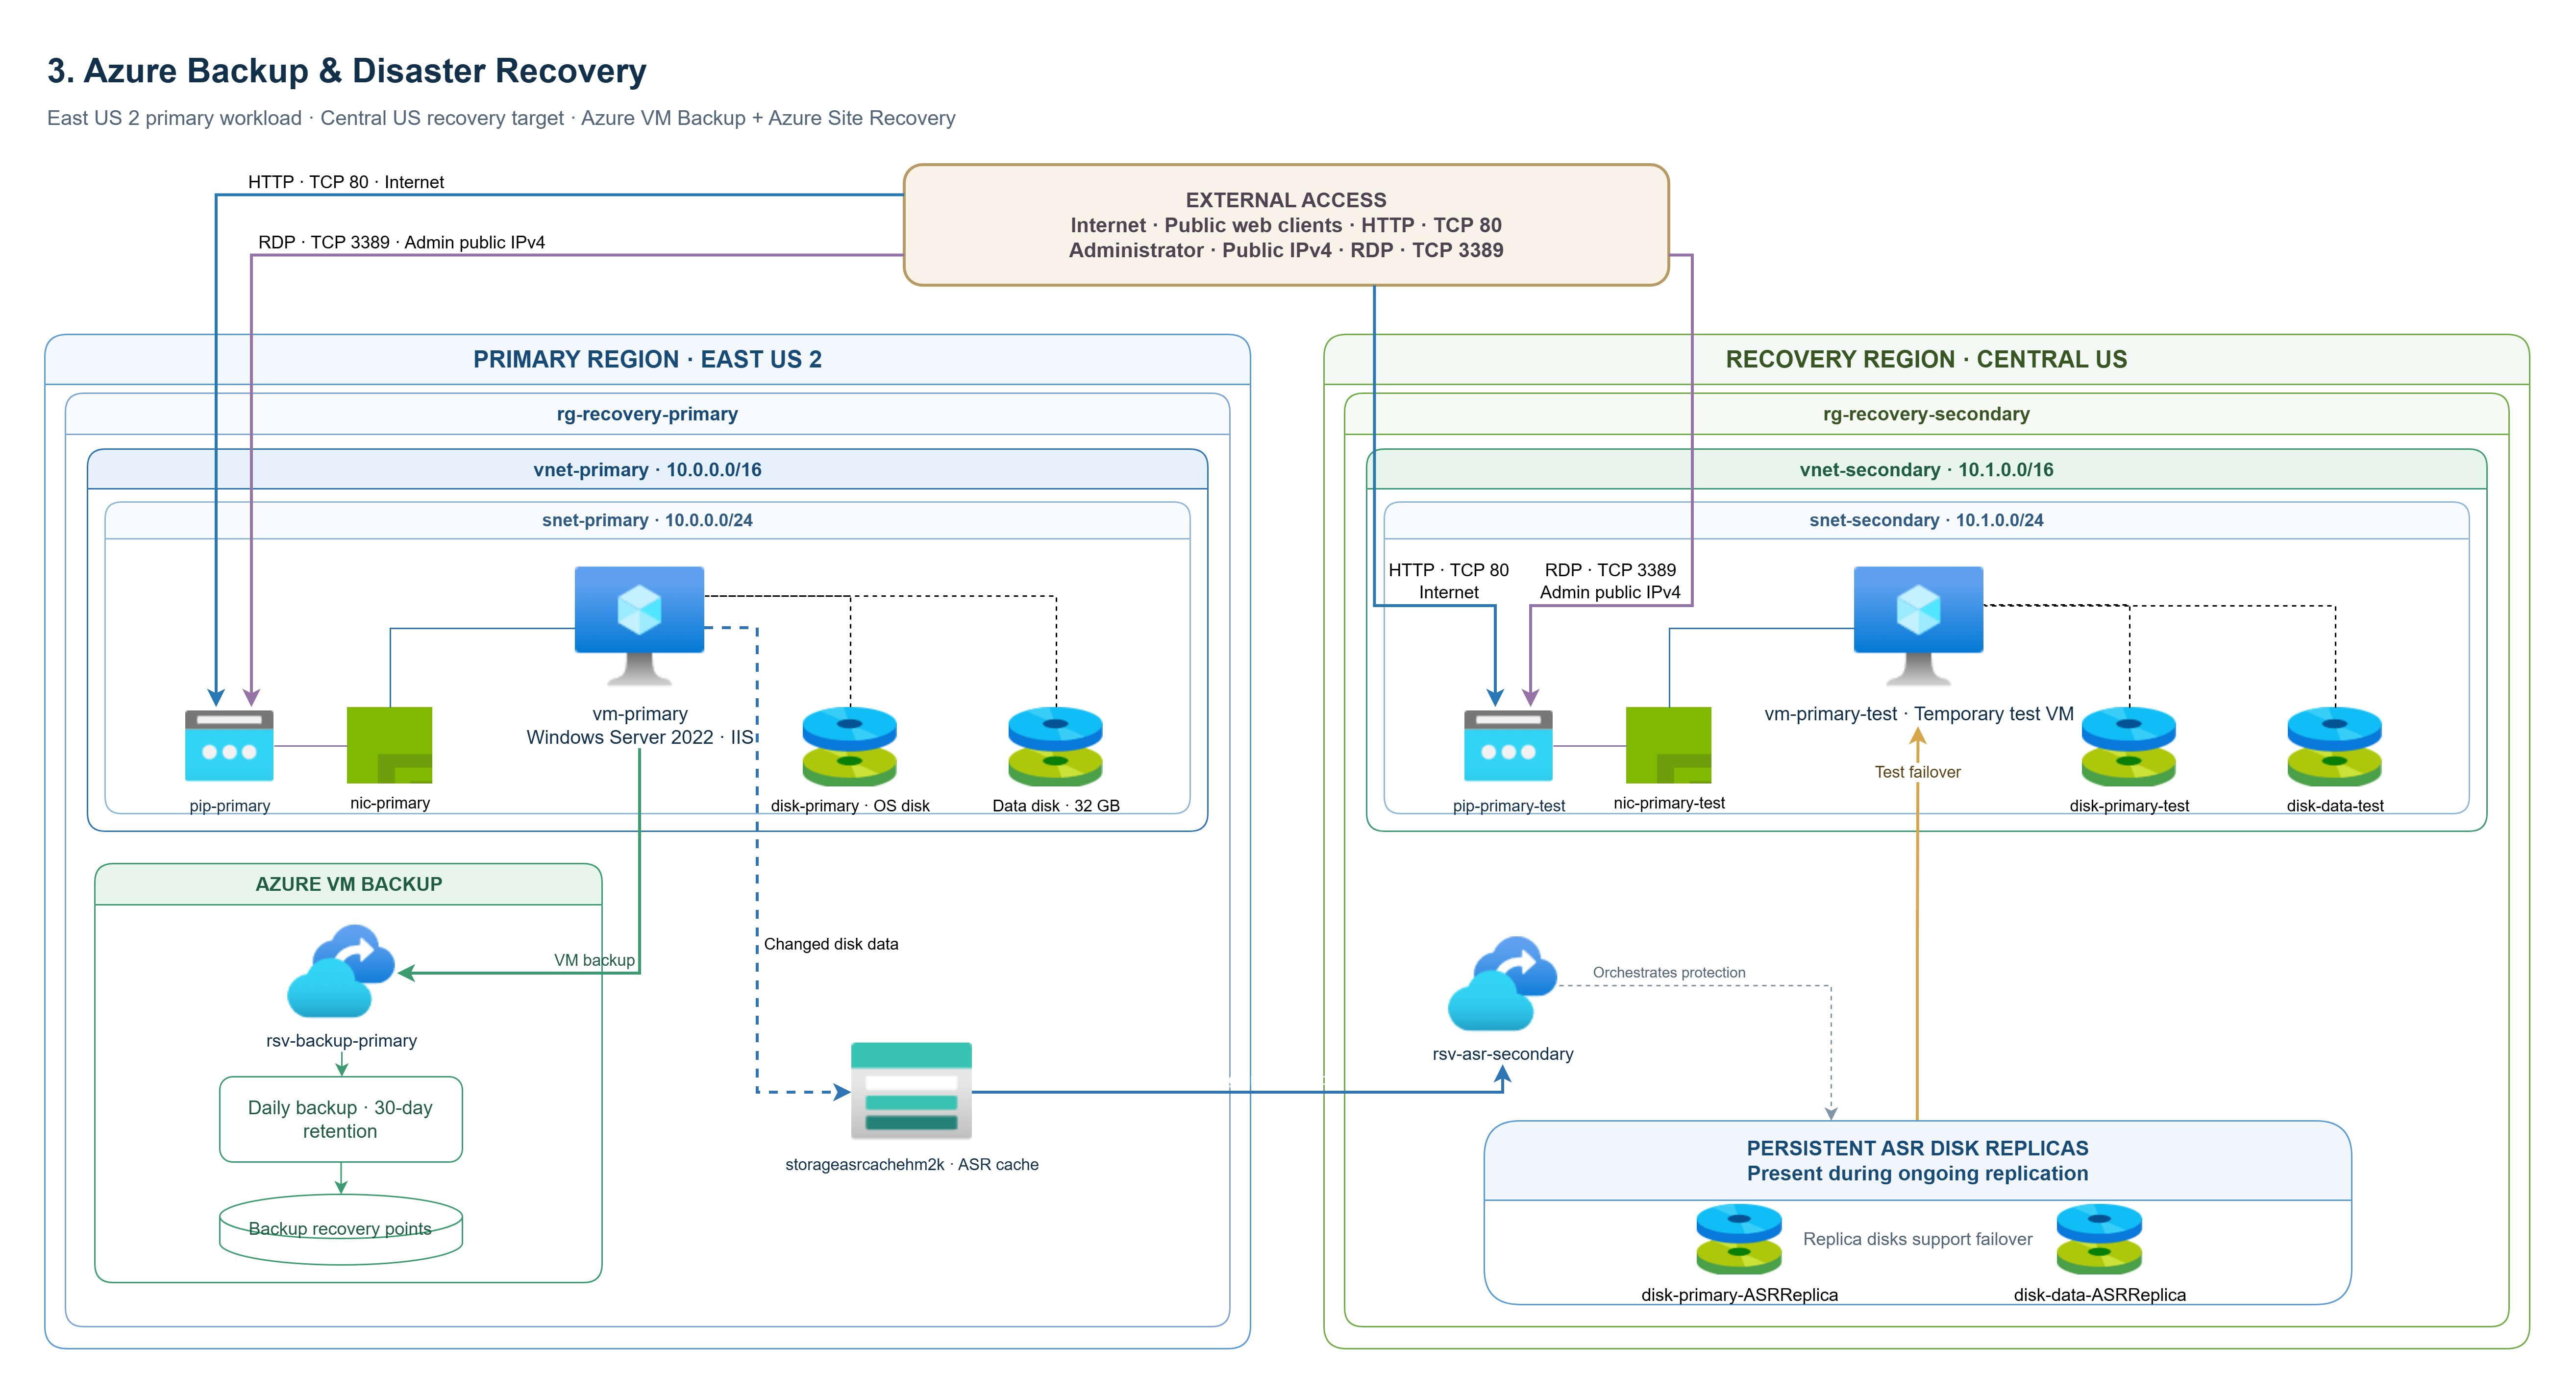 3. Azure Backup & Disaster Recovery
East US 2 primary workload · Central US recovery target · Azure VM Backup + Azure Site Recovery
EXTERNAL ACCESS
Internet · Public web clients · HTTP · TCP 80
Administrator · Public IPv4 · RDP · TCP 3389
HTTP · TCP 80 · Internet
RDP · TCP 3389 · Admin public IPv4
PRIMARY REGION · EAST US 2
rg-recovery-primary
vnet-primary · 10.0.0.0/16
snet-primary · 10.0.0.0/24
vm-primary
Windows Server 2022 · IIS
pip-primary
nic-primary
disk-primary · OS disk
Data disk · 32 GB
AZURE VM BACKUP
VM backup
rsv-backup-primary
Daily backup · 30-day
retention
Backup recovery points
Changed disk data
storageasrcachehm2k · ASR cache
RECOVERY REGION · CENTRAL US
rg-recovery-secondary
vnet-secondary · 10.1.0.0/16
snet-secondary · 10.1.0.0/24
HTTP · TCP 80
Internet
RDP · TCP 3389
Admin public IPv4
vm-primary-test · Temporary test VM
Test failover
pip-primary-test
nic-primary-test
disk-primary-test
disk-data-test
Orchestrates protection
rsv-asr-secondary
PERSISTENT ASR DISK REPLICAS
Present during ongoing replication
Replica disks support failover
disk-primary-ASRReplica
disk-data-ASRReplica